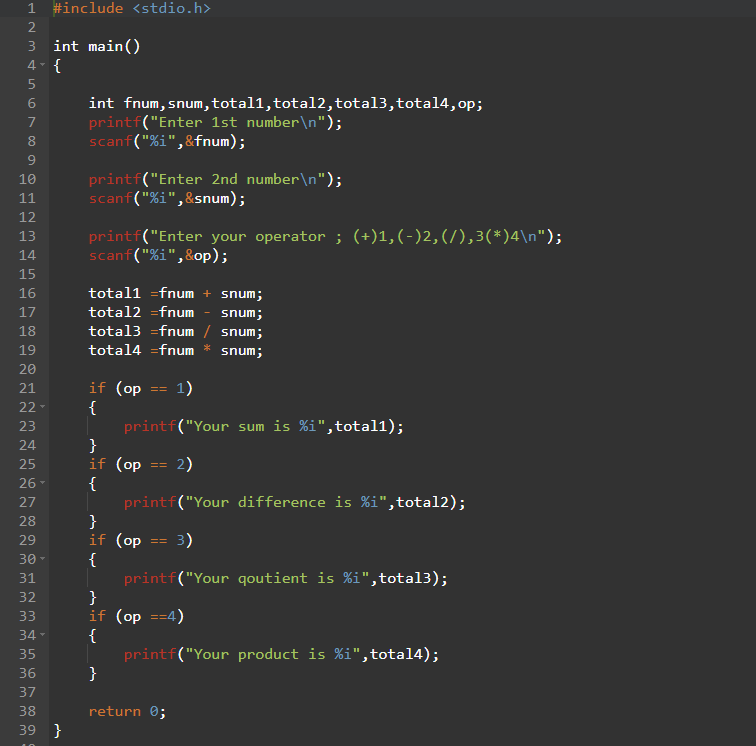 1 #include <stdio.h>
2
3 int main()
4 {
5
6     int fnum,snum,total1,total2,total3,total4,op;
7     printf("Enter 1st number\n");
8     scanf("%i",&fnum);
9
10     printf("Enter 2nd number\n");
11     scanf("%i",&snum);
12
13     printf("Enter your operator ; (+)1,(-)2,(/),3(*)4\n");
14     scanf("%i",&op);
15
16     total1 =fnum + snum;
17     total2 =fnum - snum;
18     total3 =fnum / snum;
19     total4 =fnum * snum;
20
21     if (op == 1)
22     {
23         printf("Your sum is %i",total1);
24     }
25     if (op == 2)
26     {
27         printf("Your difference is %i",total2);
28     }
29     if (op == 3)
30     {
31         printf("Your qoutient is %i",total3);
32     }
33     if (op ==4)
34     {
35         printf("Your product is %i",total4);
36     }
37
38     return 0;
39 }